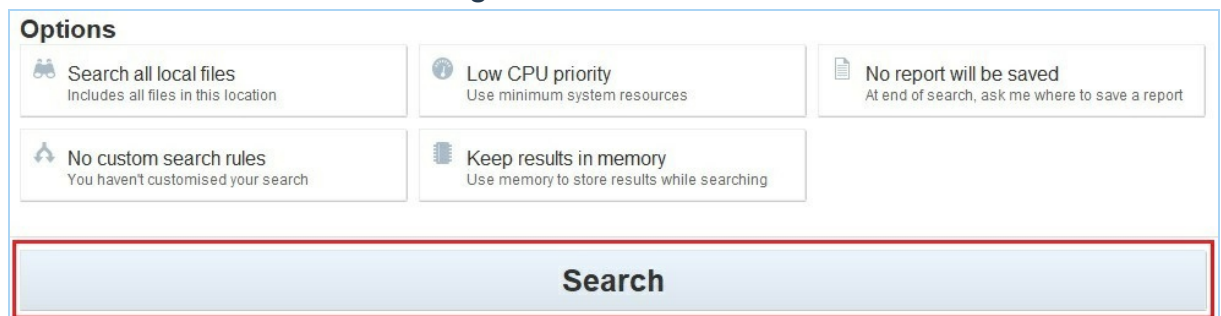 Options
Search all local files
Includes all files in this location
Low CPU priority
Use minimum system resources
No report will be saved
At end of search, ask me where to save a report
No custom search rules
You haven't customised your search
Keep results in memory
Use memory to store results while searching
Search